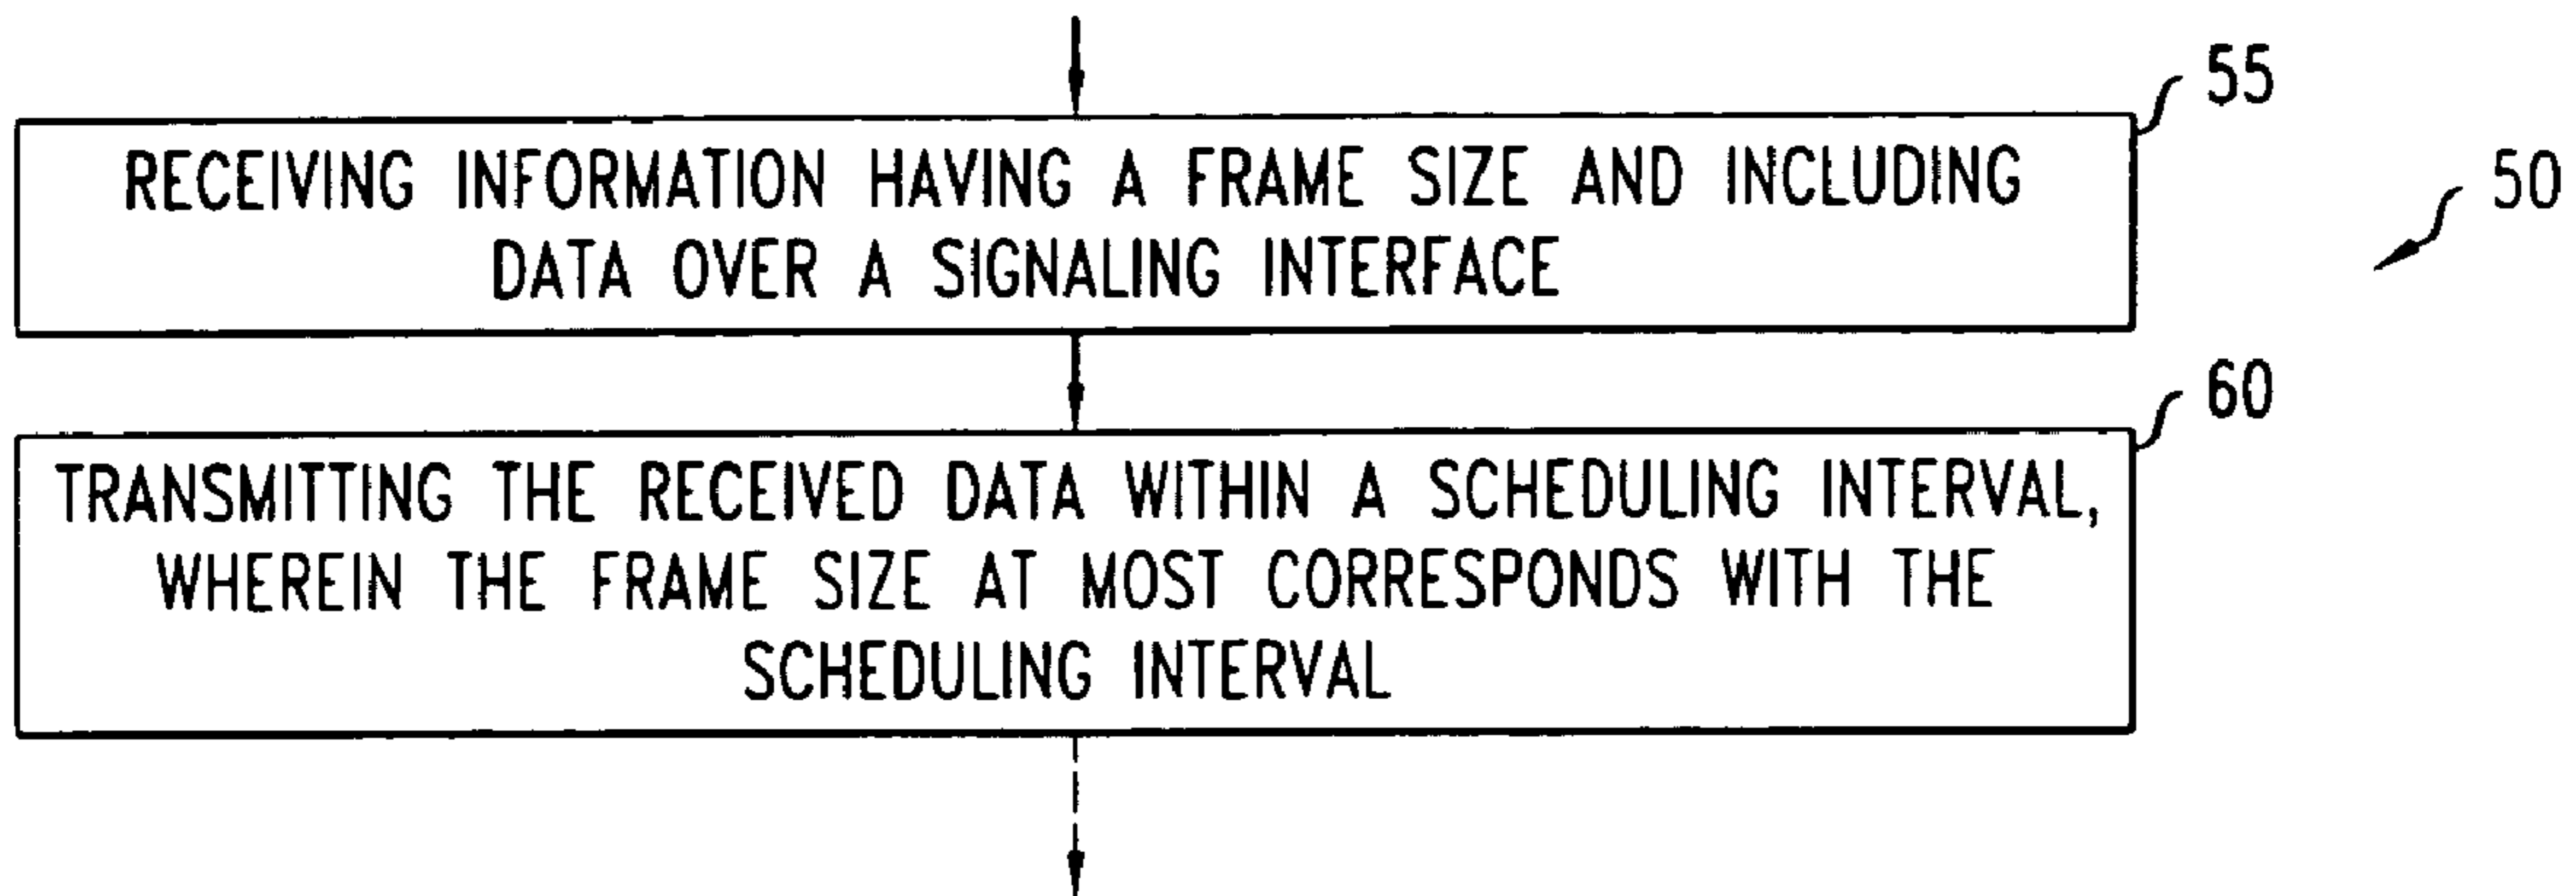 55
RECEIVING INFORMATION HAVING A FRAME SIZE AND INCLUDING
DATA OVER A SIGNALING INTERFACE
50
60
TRANSMITTING THE RECEIVED DATA WITHIN A SCHEDULING INTERVAL,
WHEREIN THE FRAME SIZE AT MOST CORRESPONDS WITH THE
SCHEDULING INTERVAL